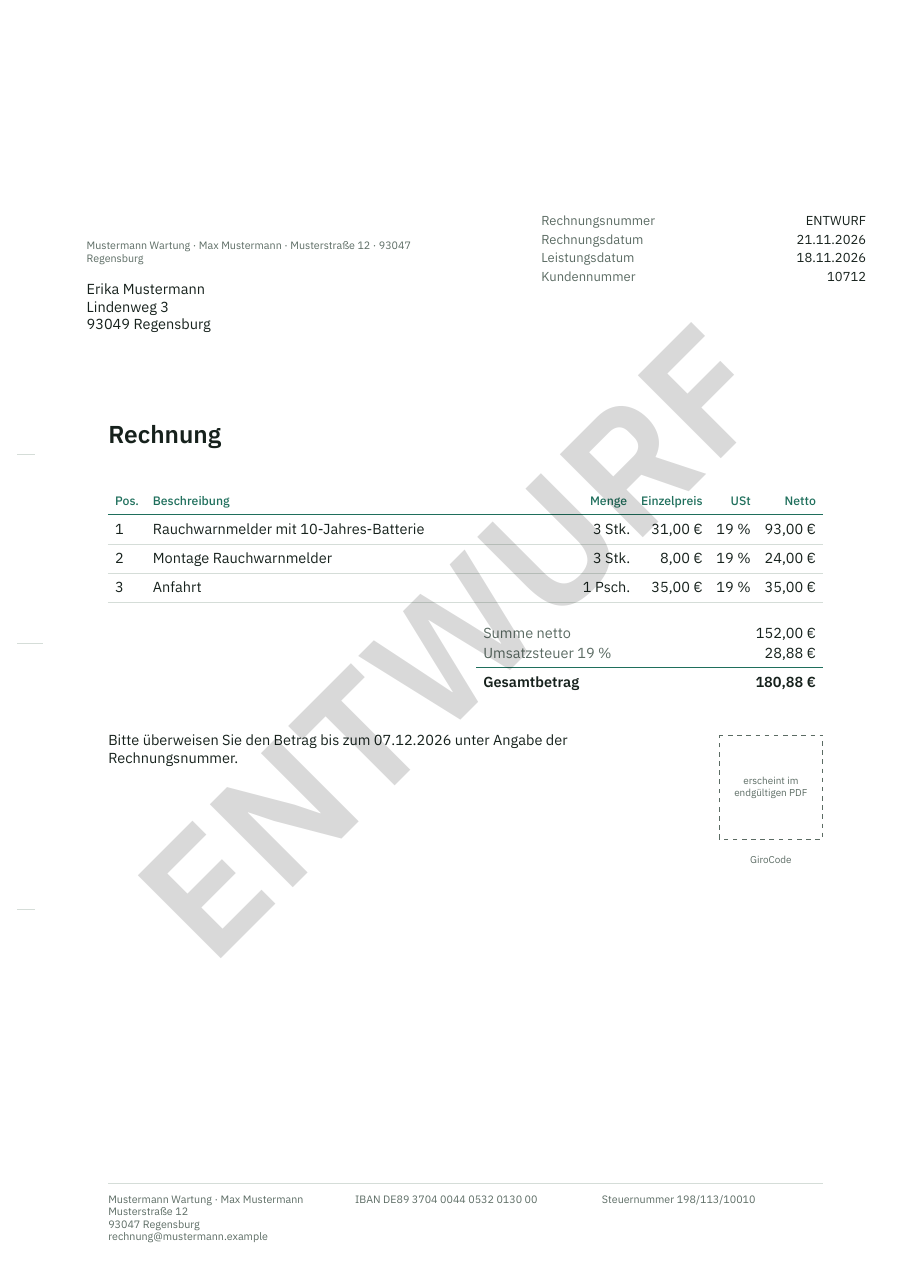 Rechnungsnummer ENTWURF
Rechnungsdatum 21.11.2026
Leistungsdatum 18.11.2026
Kundennummer 10712
Mustermann Wartung · Max Mustermann · Musterstraße 12 · 93047
Regensburg
Erika Mustermann
Lindenweg 3
93049 Regensburg
Rechnung
Pos. Beschreibung Menge Einzelpreis USt Netto
1 Rauchwarnmelder mit 10-Jahres-Batterie 3 Stk. 31,00 € 19 % 93,00 €
2 Montage Rauchwarnmelder 3 Stk. 8,00 € 19 % 24,00 €
3 Anfahrt 1 Psch. 35,00 € 19 % 35,00 €
Summe netto 152,00 €
Umsatzsteuer 19 % 28,88 €
Gesamtbetrag 180,88 €
Bitte überweisen Sie den Betrag bis zum 07.12.2026 unter Angabe der
Rechnungsnummer.
erscheint im
endgültigen PDF
GiroCode
ENTWURF
Mustermann Wartung · Max Mustermann IBAN DE89 3704 0044 0532 0130 00 Steuernummer 198/113/10010
Musterstraße 12
93047 Regensburg
rechnung@mustermann.example